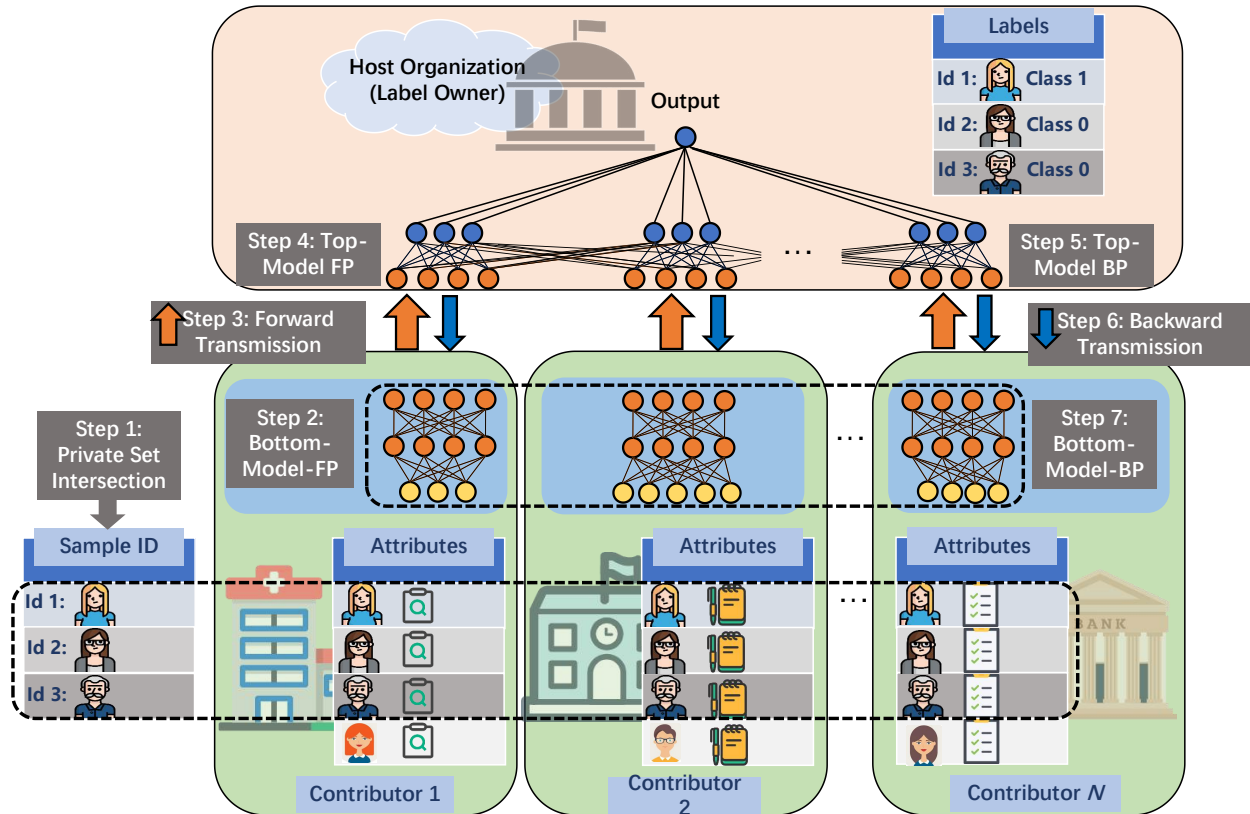 Host Organization
(Label Owner)
Output
Labels
Id 1:
Class 1
Id 2:
Class 0
Id 3:
Class 0
Step 4: Top-
Model FP
...
Step 5: Top-
Model BP
Step 3: Forward
Transmission
Step 6: Backward
Transmission
Step 1:
Private Set
Intersection
Step 2:
Bottom-
Model-FP
...
Step 7:
Bottom-
Model-BP
Sample ID
Attributes
Attributes
Attributes
Id 1:
Id 2:
Id 3:
...
BANK
Contributor 1
Contributor
2
Contributor N